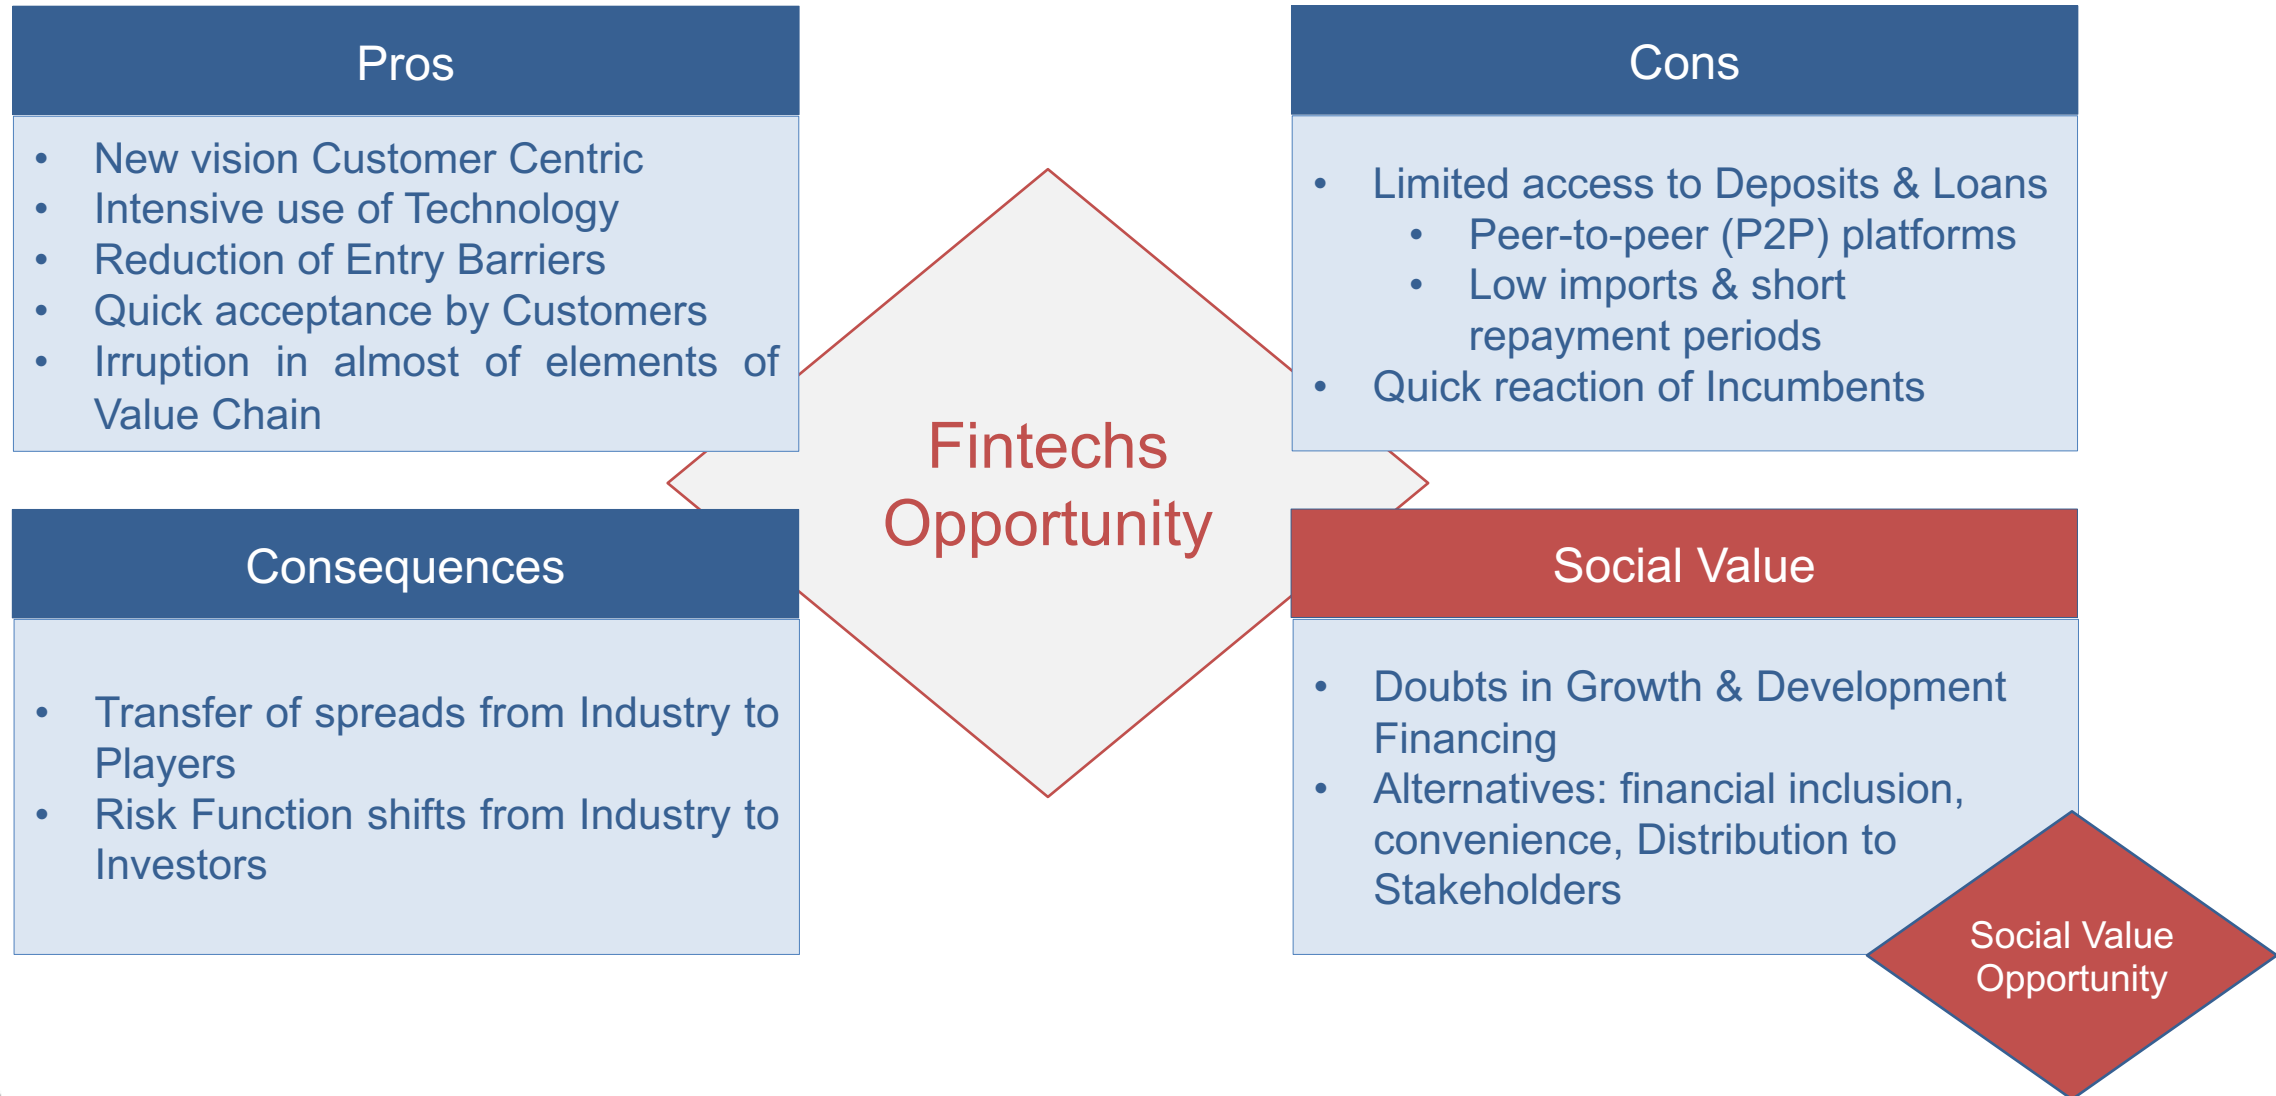 Pros
• New vision Customer Centric
• Intensive use of Technology
• Reduction of Entry Barriers
• Quick acceptance by Customers
• Irruption in almost of elements of
Value Chain
Cons
• Limited access to Deposits & Loans
• Peer-to-peer (P2P) platforms
• Low imports & short
repayment periods
• Quick reaction of Incumbents
Fintechs
Opportunity
Consequences
• Transfer of spreads from Industry to
Players
• Risk Function shifts from Industry to
Investors
Social Value
• Doubts in Growth & Development
Financing
• Alternatives: financial inclusion,
convenience, Distribution to
Stakeholders
Social Value
Opportunity